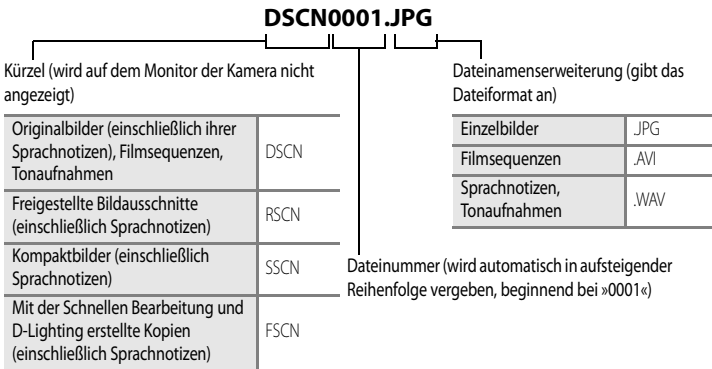 DSCN0001.JPG
Kürzel (wird auf dem Monitor der Kamera nicht
angezeigt)
Originalbilder (einschließlich ihrer
Sprachnotizen), Filmsequenzen,
Tonaufnahmen
DSCN
Freigestellte Bildausschnitte
(einschließlich Sprachnotizen)
RSCN
Kompaktbilder (einschließlich
Sprachnotizen)
SSCN
Mit der Schnellen Bearbeitung und
D-Lighting erstellte Kopien
(einschließlich Sprachnotizen)
FSCN
Dateinamenserweiterung (gibt das
Dateiformat an)
Einzelbilder
.JPG
Filmsequenzen
.AVI
Sprachnotizen,
Tonaufnahmen
.WAV
Dateinummer (wird automatisch in aufsteigender
Reihenfolge vergeben, beginnend bei »0001«)